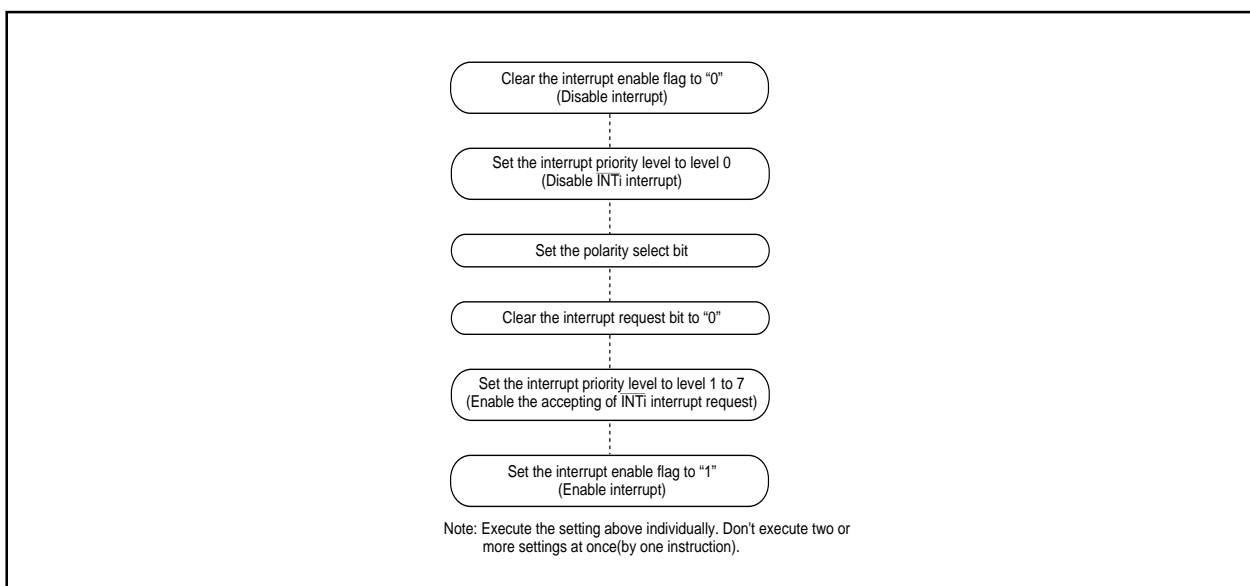 Clear the interrupt enable flag to “0”
(Disable interrupt)
Set the interrupt priority level to level 0
(Disable INTi interrupt)
Set the polarity select bit
Clear the interrupt request bit to “0”
Set the interrupt priority level to level 1 to 7
(Enable the accepting of INTi interrupt request)
Set the interrupt enable flag to “1”
(Enable interrupt)
Note: Execute the setting above individually. Don't execute two or
more settings at once(by one instruction).